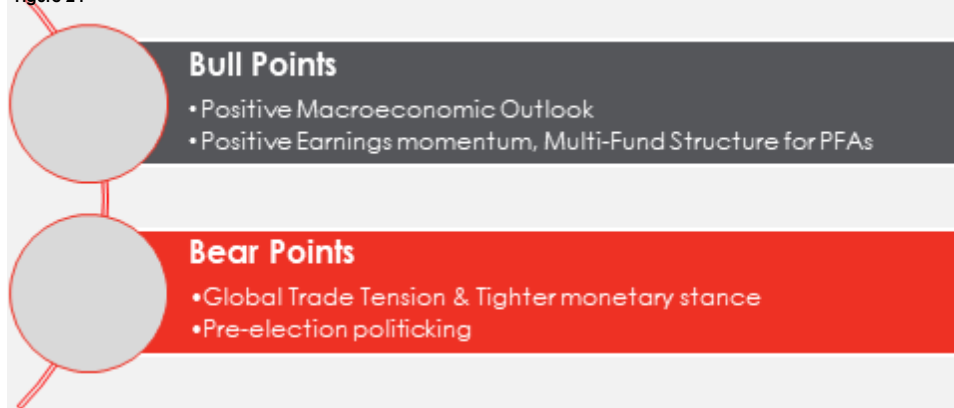 Bull Points
•Positive Macroeconomic Outlook
•Positive Earnings momentum, Multi-Fund Structure for PFAs
Bear Points
•Global Trade Tension & Tighter monetary stance
•Pre-election politicking